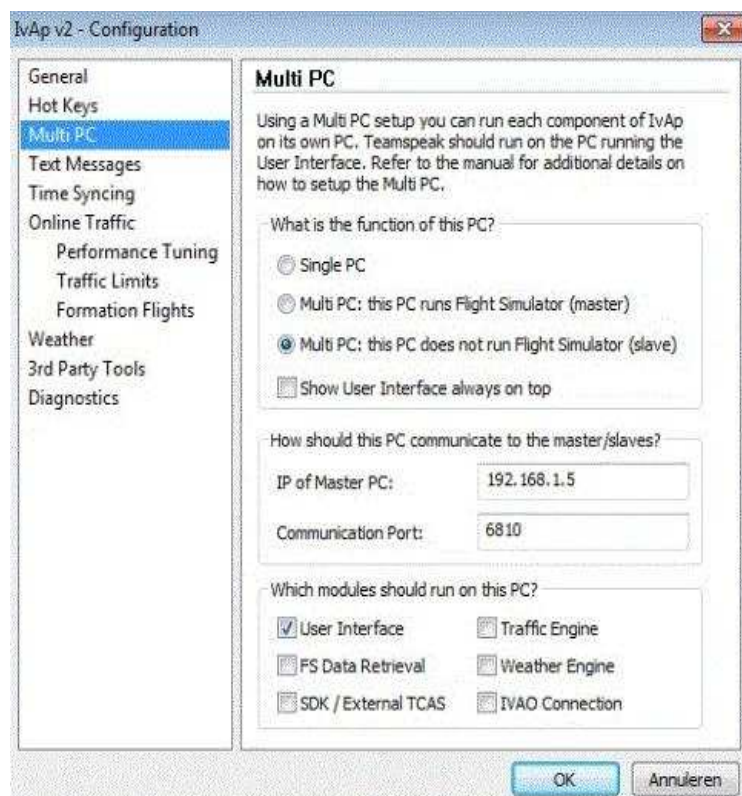 IvAp v2 - Configuration
General
Hot Keys
Multi PC
Text Messages
Time Syncing
Online Traffic
Performance Tuning
Traffic Limits
Formation Flights
Weather
3rd Party Tools
Diagnostics
Multi PC
Using a Multi PC setup you can run each component of IvAp
on its own PC. Teamspeak should run on the PC running the
User Interface. Refer to the manual for additional details on
how to setup the Multi PC.
What is the function of this PC?
Single PC
Multi PC: this PC runs Flight Simulator (master)
Multi PC: this PC does not run Flight Simulator (slave)
Show User Interface always on top
How should this PC communicate to the master/slaves?
IP of Master PC: 192.168.1.5
Communication Port: 6810
Which modules should run on this PC?
User Interface Traffic Engine
FS Data Retrieval Weather Engine
SDK / External TCAS IVAO Connection
OK Annuleren